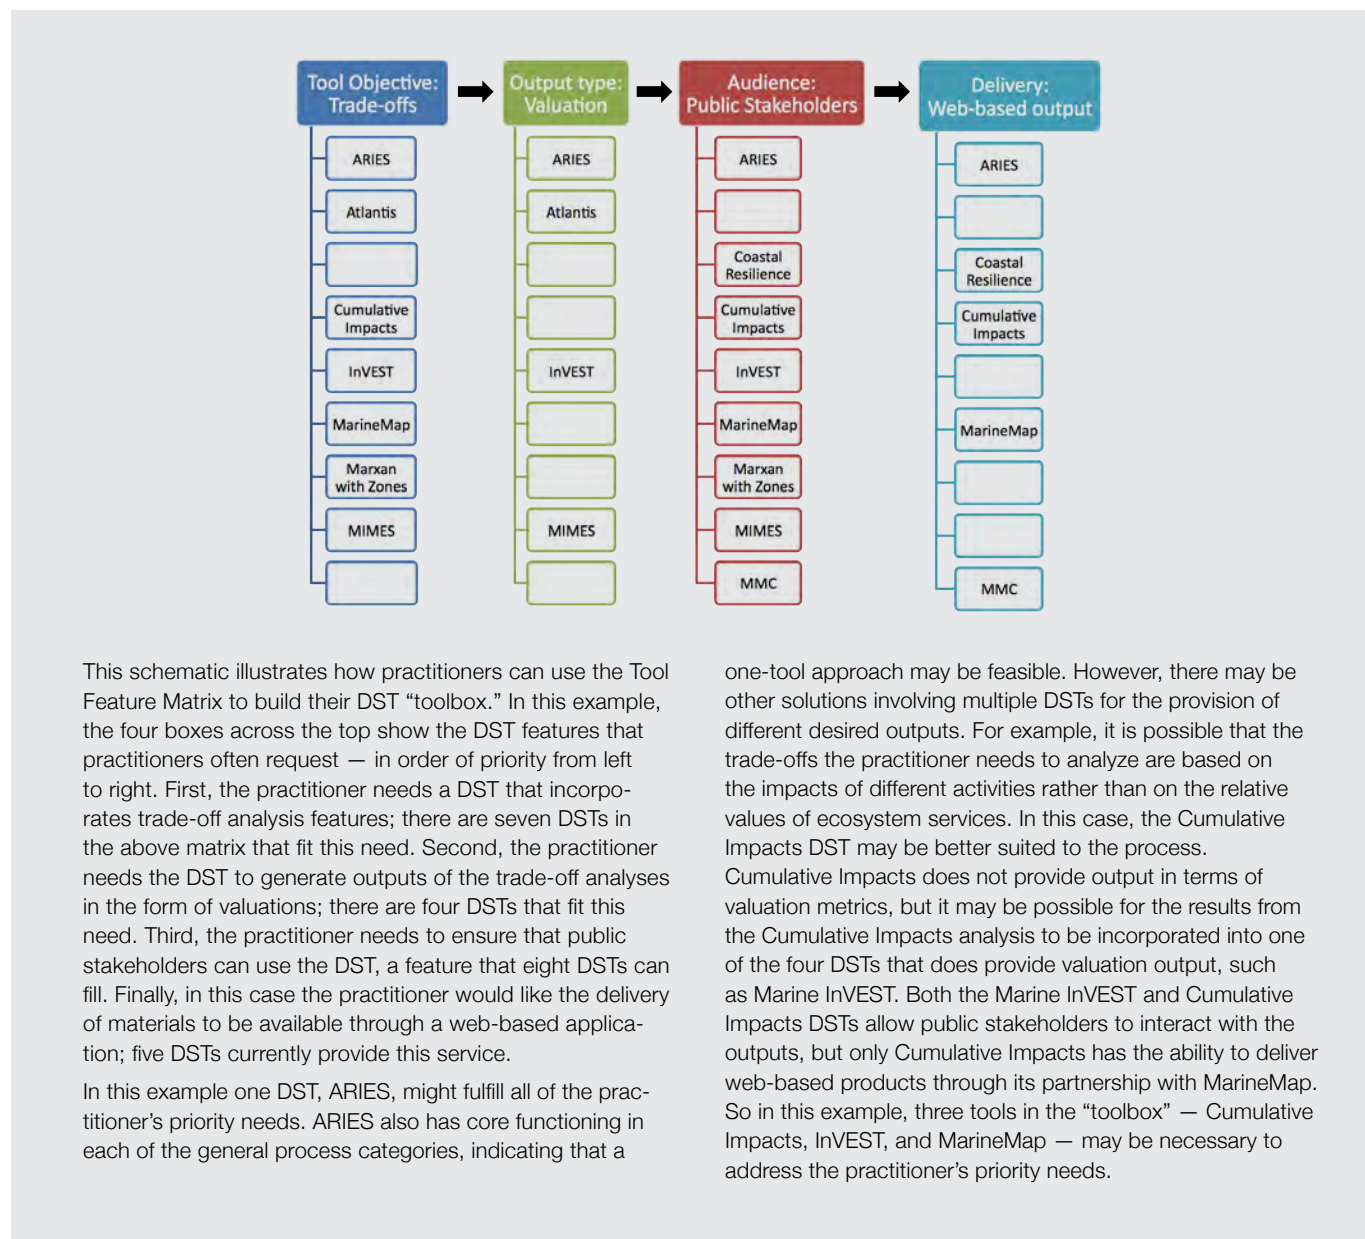 Tool Objective:
Trade-offs
ARIES
Atlantis
Cumulative
Impacts
InVEST
MarineMap
Marxan
with Zones
MIMES
Output type:
Valuation
ARIES
Atlantis
InVEST
MIMES
Audience:
Public Stakeholders
ARIES
Coastal
Resilience
Cumulative
Impacts
InVEST
MarineMap
Marxan
with Zones
MIMES
MMC
Delivery:
Web-based output
ARIES
Coastal
Resilience
Cumulative
Impacts
MarineMap
MMC
This schematic illustrates how practitioners can use the Tool
Feature Matrix to build their DST “toolbox.” In this example,
the four boxes across the top show the DST features that
practitioners often request — in order of priority from left
to right. First, the practitioner needs a DST that incorpo-
rates trade-off analysis features; there are seven DSTs in
the above matrix that fit this need. Second, the practitioner
needs the DST to generate outputs of the trade-off analyses
in the form of valuations; there are four DSTs that fit this
need. Third, the practitioner needs to ensure that public
stakeholders can use the DST, a feature that eight DSTs can
fill. Finally, in this case the practitioner would like the delivery
of materials to be available through a web-based applica-
tion; five DSTs currently provide this service.
In this example one DST, ARIES, might fulfill all of the prac-
titioner’s priority needs. ARIES also has core functioning in
each of the general process categories, indicating that a
one-tool approach may be feasible. However, there may be
other solutions involving multiple DSTs for the provision of
different desired outputs. For example, it is possible that the
trade-offs the practitioner needs to analyze are based on
the impacts of different activities rather than on the relative
values of ecosystem services. In this case, the Cumulative
Impacts DST may be better suited to the process.
Cumulative Impacts does not provide output in terms of
valuation metrics, but it may be possible for the results from
the Cumulative Impacts analysis to be incorporated into one
of the four DSTs that does provide valuation output, such
as Marine InVEST. Both the Marine InVEST and Cumulative
Impacts DSTs allow public stakeholders to interact with the
outputs, but only Cumulative Impacts has the ability to deliver
web-based products through its partnership with MarineMap.
So in this example, three tools in the “toolbox” — Cumulative
Impacts, InVEST, and MarineMap — may be necessary to
address the practitioner’s priority needs.